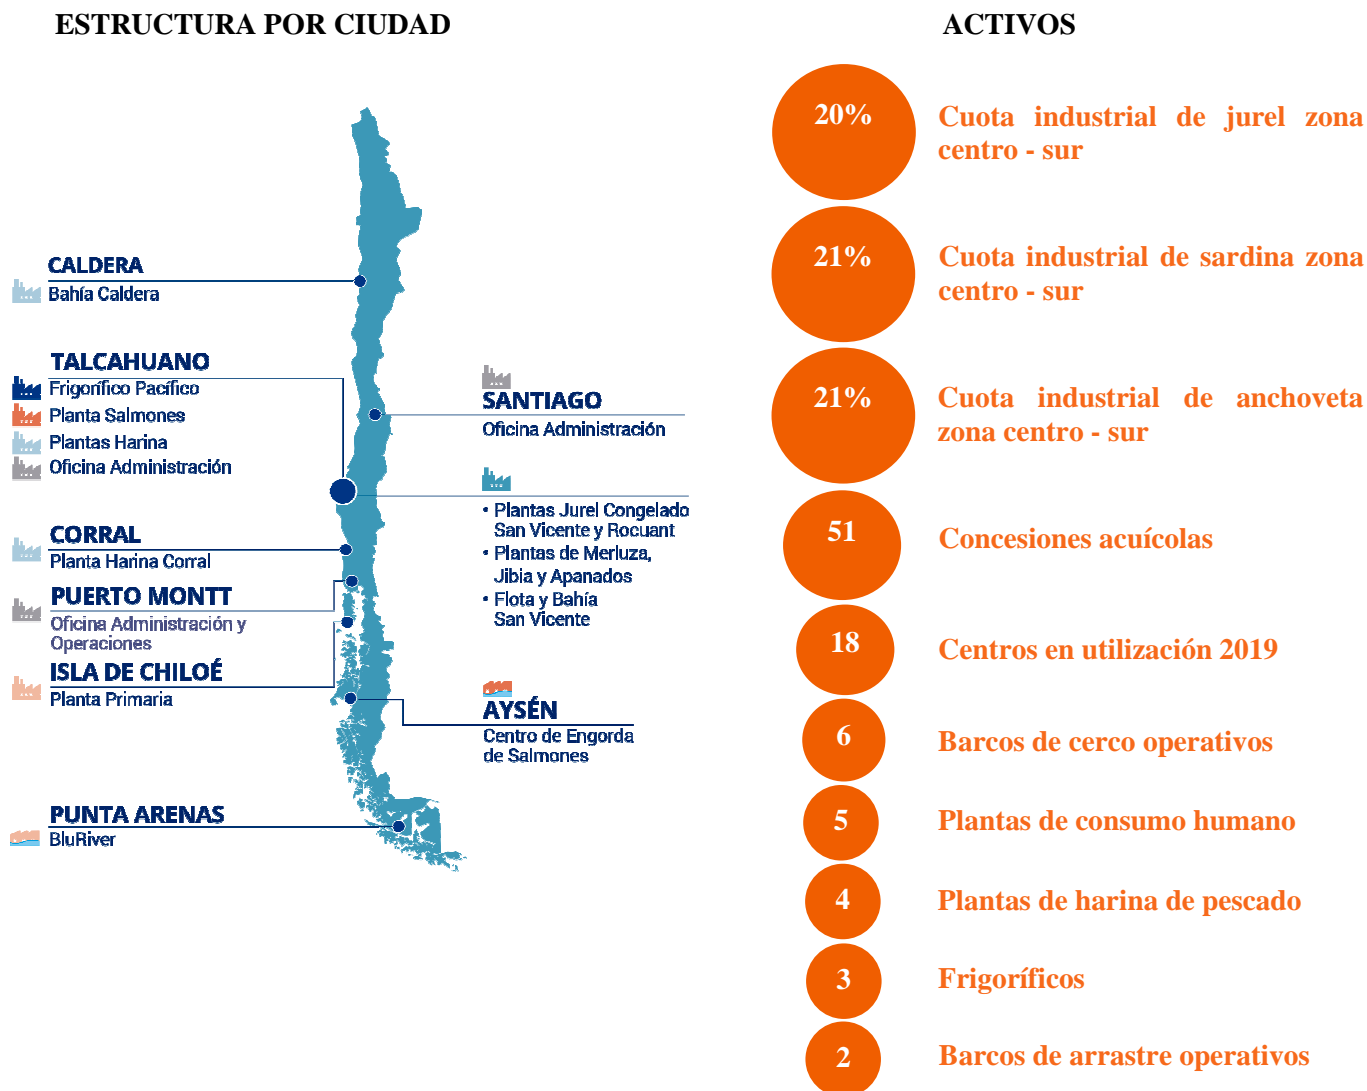 ESTRUCTURA POR CIUDAD
CALDERA
Bahía Caldera
TALCAHUANO
Frigorífico Pacífico
Planta Salmones
Plantas Harina
Oficina Administración
CORRAL
Planta Harina Corral
PUERTO MONTT
Oficina Administración y
Operaciones
ISLA DE CHILOÉ
Planta Primaria
PUNTA ARENAS
BluRiver
SANTIAGO
Oficina Administración
• Plantas Jurel Congelado
San Vicente y Rocuant
• Plantas de Merluza,
Jibia y Apanados
• Flota y Bahía
San Vicente
AYSÉN
Centro de Engorda
de Salmones
ACTIVOS
20%
Cuota industrial de jurel zona
centro - sur
21%
Cuota industrial de sardina zona
centro - sur
21%
Cuota industrial de anchoveta
zona centro - sur
51
Concesiones acuícolas
18
Centros en utilización 2019
6
Barcos de cerco operativos
5
Plantas de consumo humano
4
Plantas de harina de pescado
3
Frigoríficos
2
Barcos de arrastre operativos